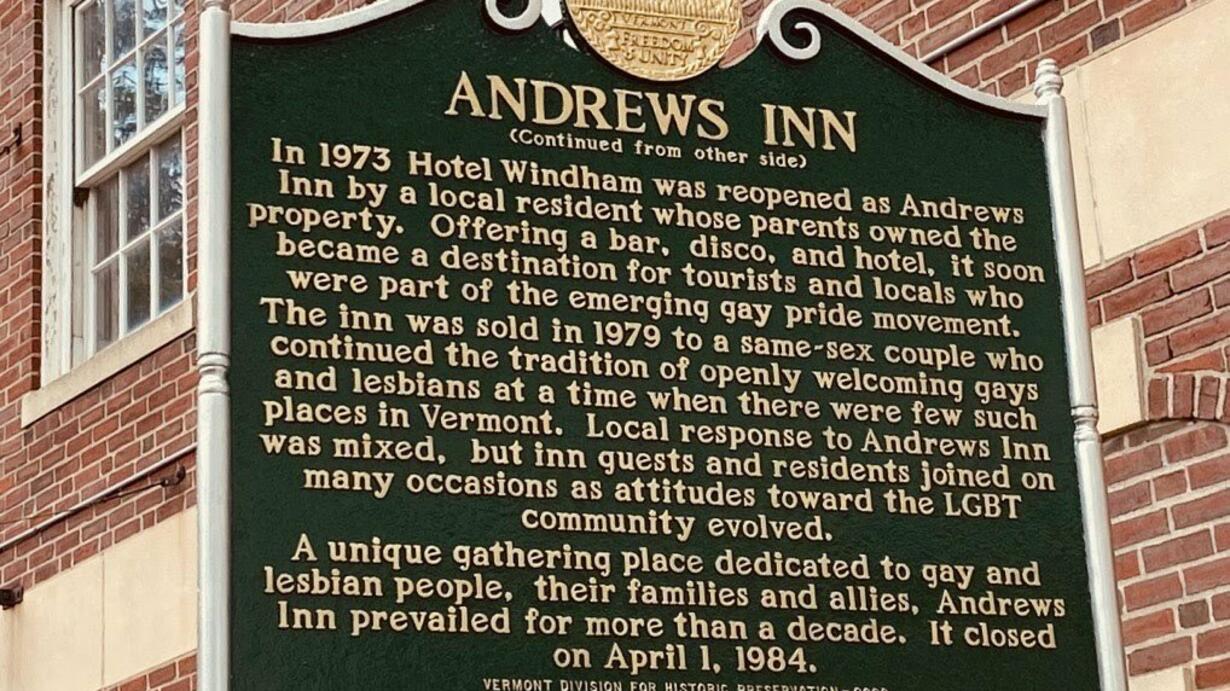 VERMONT
FREEDOM
& UNITY
ANDREWS INN
(Continued from other side)
In 1973 Hotel Windham was reopened as Andrews
Inn by a local resident whose parents owned the
property. Offering a bar, disco, and hotel, it soon
became a destination for tourists and locals who
were part of the emerging gay pride movement.
The inn was sold in 1979 to a same-sex couple who
continued the tradition of openly welcoming gays
and lesbians at a time when there were few such
places in Vermont. Local response to Andrews Inn
was mixed, but inn guests and residents joined on
many occasions as attitudes toward the LGBT
community evolved.
A unique gathering place dedicated to gay and
lesbian people, their families and allies, Andrews
Inn prevailed for more than a decade. It closed
on April 1, 1984.
VERMONT DIVISION FOR HISTORIC PRESERVATION